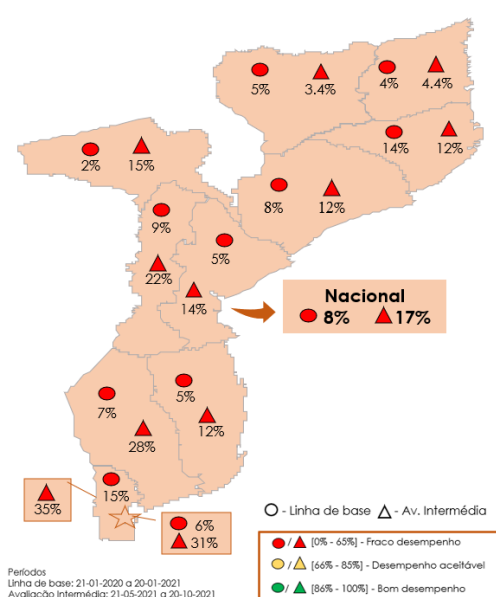 5% 3.4% 4% 4.4%
14% 12%
2% 15%
8% 12%
9%
5%
22%
14%
Nacional
8% 17%
7%
5%
12%
28%
15%
35%
6%
31%
O - Linha de base Δ - Av. Intermédia
/ [0% - 65%] - Fraco desempenho
/ [66% - 85%] - Desempenho aceitável
/ [86% - 100%] - Bom desempenho
Períodos
Linha de base: 21-01-2020 a 20-01-2021
Avaliação Intermédia: 21-05-2021 a 20-10-2021